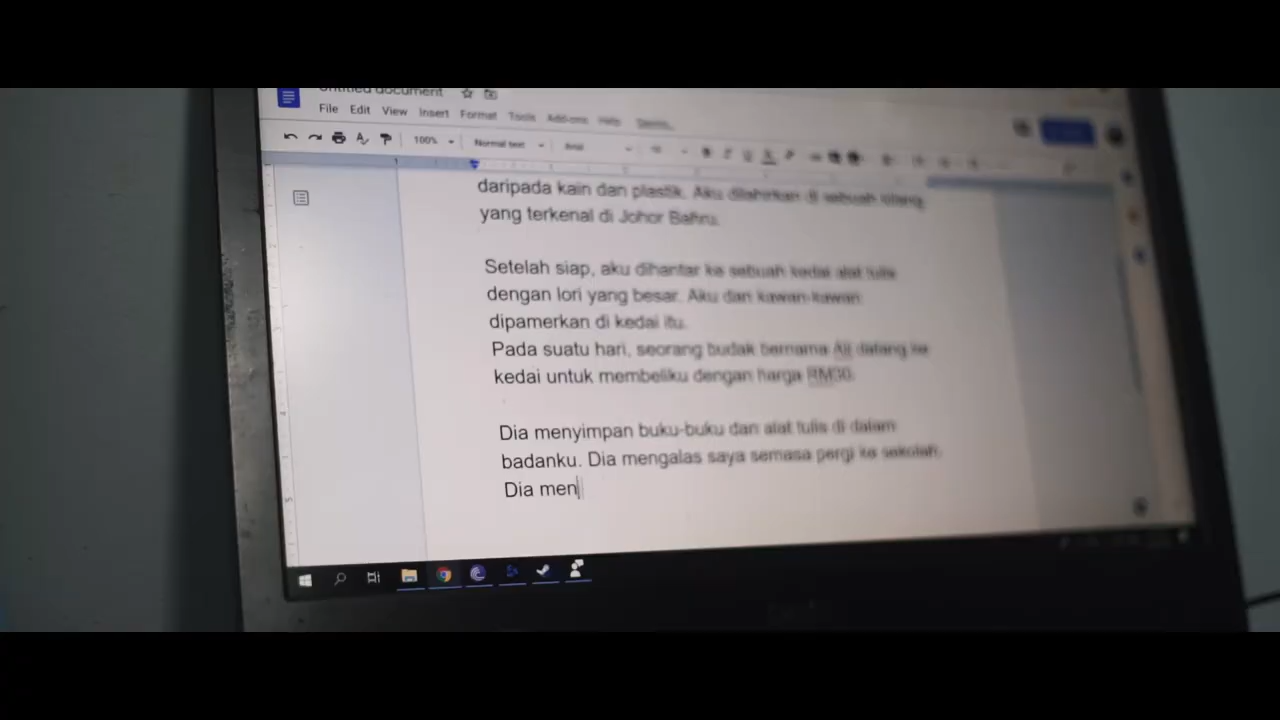 Untitled document
File Edit View Insert Format Tools Add-ons Help
100% Normal text Arial
daripada kain dan plastik. Aku dilahirkan di sebuah kilang
yang terkenal di Johor Bahru.
Setelah siap, aku dihantar ke sebuah kedai alat tulis
dengan lori yang besar. Aku dan kawan-kawan
dipamerkan di kedai itu.
Pada suatu hari, seorang budak bernama Ali datang ke
kedai untuk membeliku dengan harga RM30.
Dia menyimpan buku-buku dan alat tulis di dalam
badanku. Dia mengalas saya semasa pergi ke sekolah.
Dia men